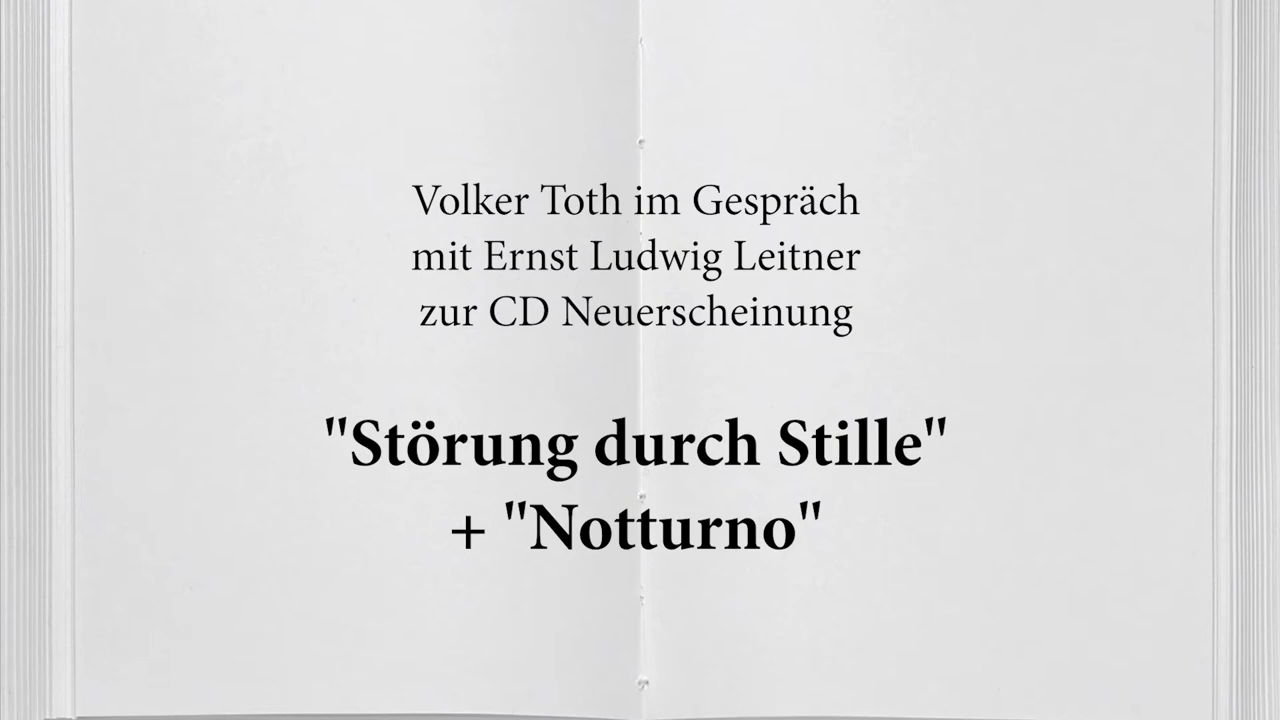 Volker Toth im Gespräch
mit Ernst Ludwig Leitner
zur CD Neuerscheinung
"Störung durch Stille"
+ "Notturno"